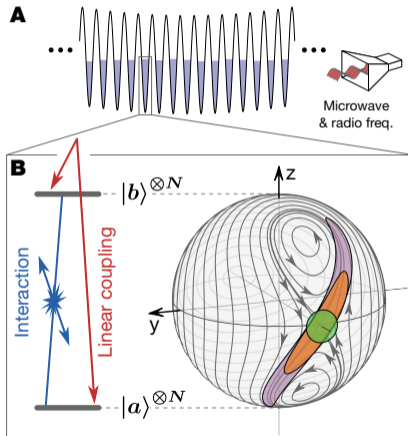 A
Microwave
& radio freq.
B
|b⟩⊗N
z
Interaction
Linear coupling
y
|a⟩⊗N